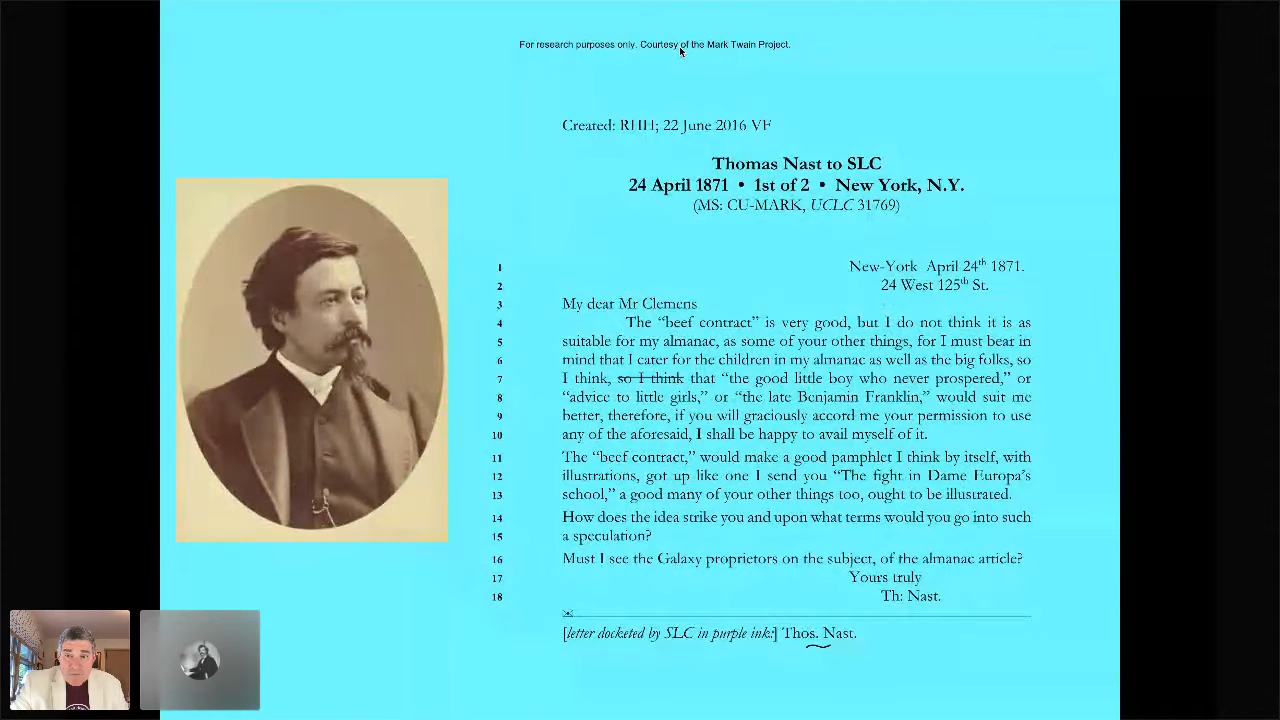 For research purposes only. Courtesy of the Mark Twain Project.
Created: RHH; 22 June 2016 VF
Thomas Nast to SLC
24 April 1871 • 1st of 2 • New York, N.Y.
(MS: CU-MARK, UCLC 31769)
1 New-York April 24th 1871.
2 24 West 125th St.
3 My dear Mr Clemens
4 The “beef contract” is very good, but I do not think it is as
5 suitable for my almanac, as some of your other things, for I must bear in
6 mind that I cater for the children in my almanac as well as the big folks, so
7 I think, so I think that “the good little boy who never prospered,” or
8 “advice to little girls,” or “the late Benjamin Franklin,” would suit me
9 better, therefore, if you will graciously accord me your permission to use
10 any of the aforesaid, I shall be happy to avail myself of it.
11 The “beef contract,” would make a good pamphlet I think by itself, with
12 illustrations, got up like one I send you “The fight in Dame Europa’s
13 school,” a good many of your other things too, ought to be illustrated.
14 How does the idea strike you and upon what terms would you go into such
15 a speculation?
16 Must I see the Galaxy proprietors on the subject, of the almanac article?
17 Yours truly
18 Th: Nast.
[letter docketed by SLC in purple ink:] Thos. Nast.